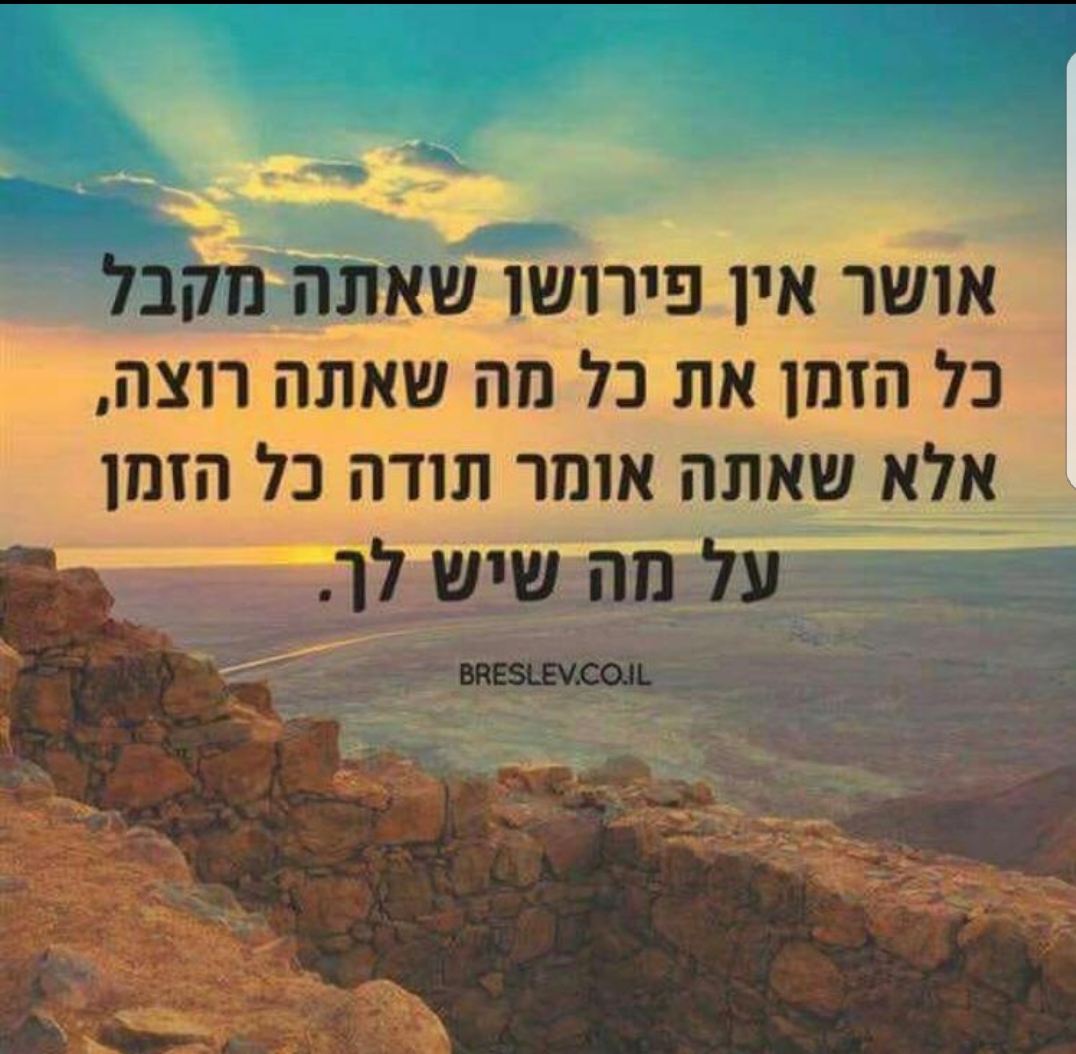 אושר אין פירושו שאתה מקבל
כל הזמן את כל מה שאתה רוצה,
אלא שאתה אומר תודה כל הזמן
על מה שיש לך.
BRESLEV.CO.IL